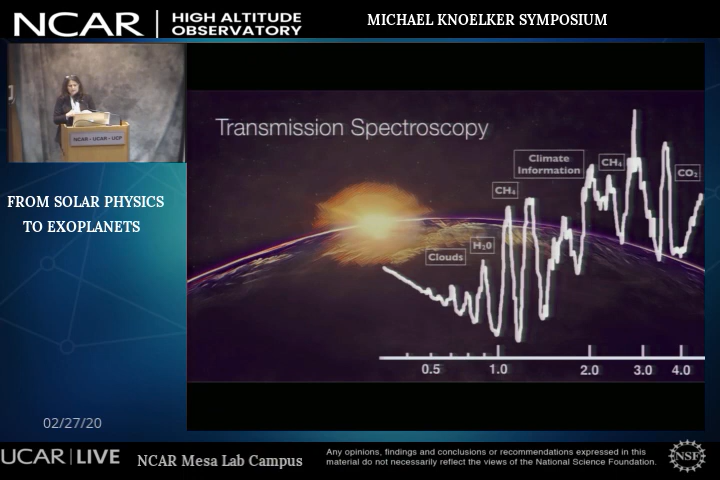 NCAR
HIGH ALTITUDE
OBSERVATORY
MICHAEL KNOELKER SYMPOSIUM
NCAR • UCAR • UCP
FROM SOLAR PHYSICS
TO EXOPLANETS
Transmission Spectroscopy
Clouds
H₂O
CH₄
Climate
Information
CH₄
CO₂
0.5
1.0
2.0
3.0
4.0
02/27/20
UCAR | LIVE
NCAR Mesa Lab Campus
Any opinions, findings and conclusions or recommendations expressed in this
material do not necessarily reflect the views of the National Science Foundation.
NSF